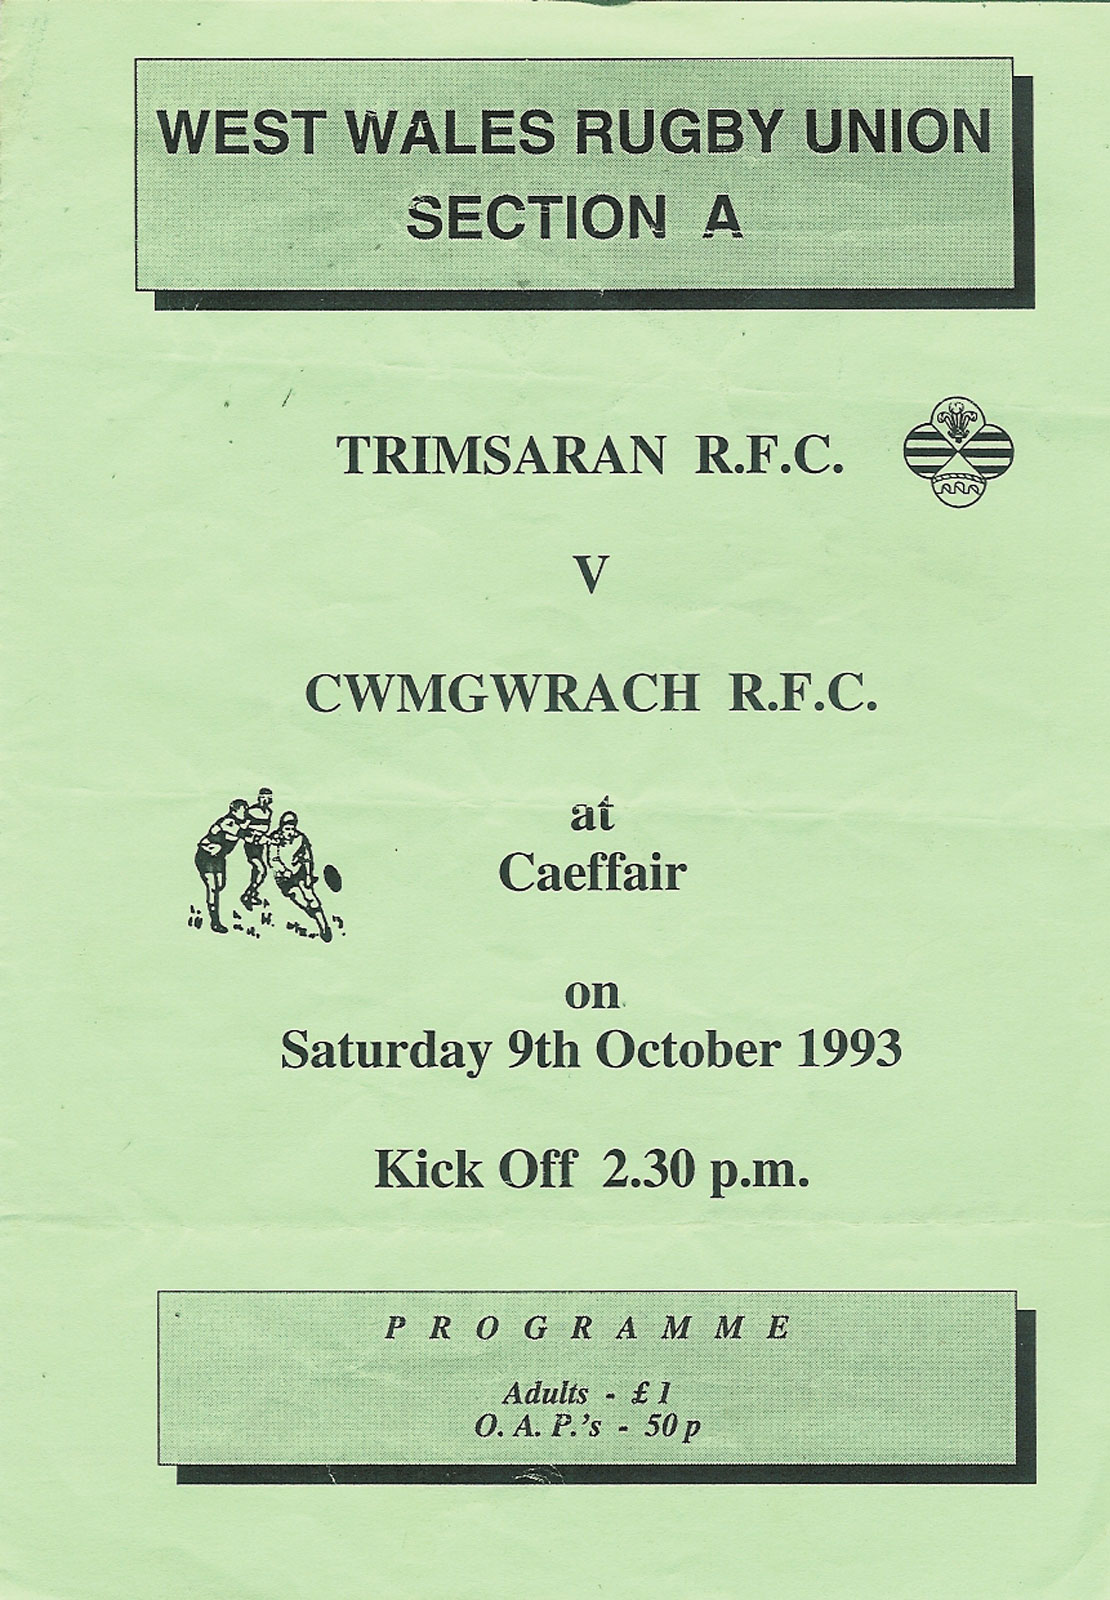 WEST WALES RUGBY UNION
SECTION A
TRIMSARAN R.F.C.
V
CWMGWRACH R.F.C.
at
Caeffair
on
Saturday 9th October 1993
Kick Off 2.30 p.m.
PROGRAMME
Adults - £1
O. A. P.'s - 50p